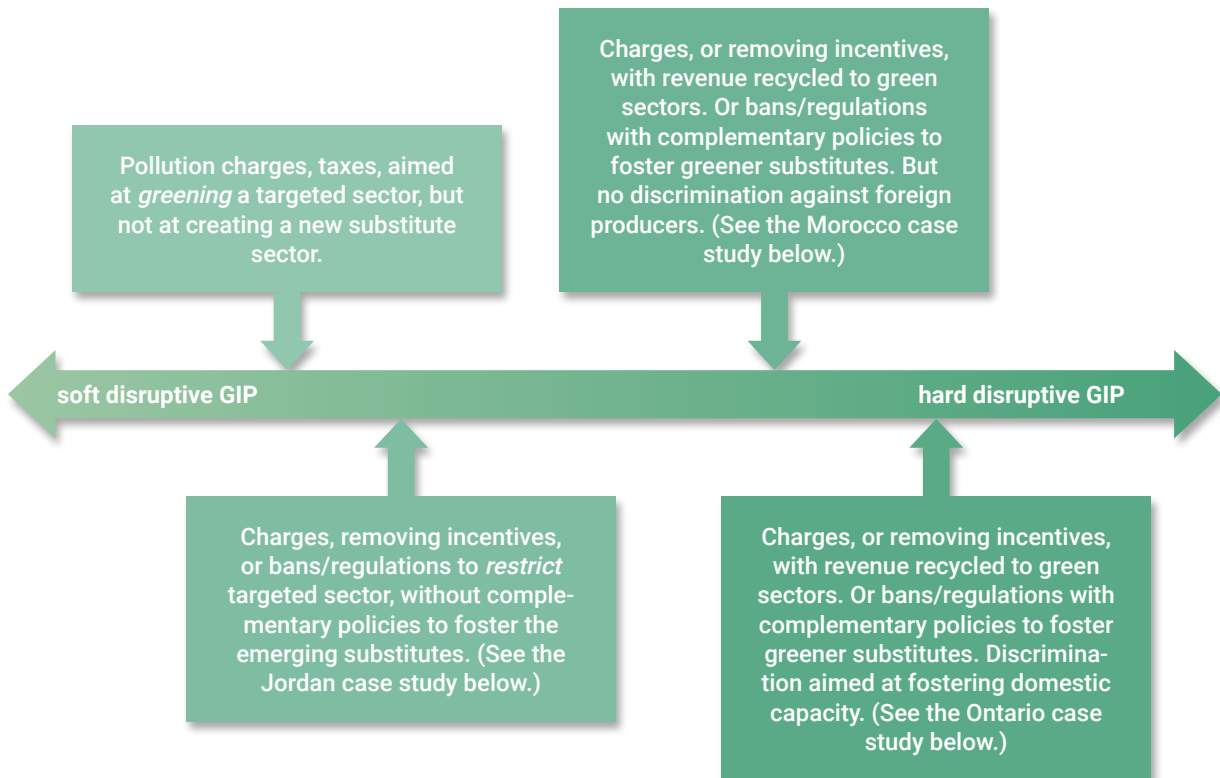 Pollution charges, taxes, aimed
at greening a targeted sector, but
not at creating a new substitute
sector.
Charges, or removing incentives,
with revenue recycled to green
sectors. Or bans/regulations
with complementary policies to
foster greener substitutes. But
no discrimination against foreign
producers. (See the Morocco case
study below.)
soft disruptive GIP
hard disruptive GIP
Charges, removing incentives,
or bans/regulations to restrict
targeted sector, without comple-
mentary policies to foster the
emerging substitutes. (See the
Jordan case study below.)
Charges, or removing incentives,
with revenue recycled to green
sectors. Or bans/regulations with
complementary policies to foster
greener substitutes. Discrimina-
tion aimed at fostering domestic
capacity. (See the Ontario case
study below.)